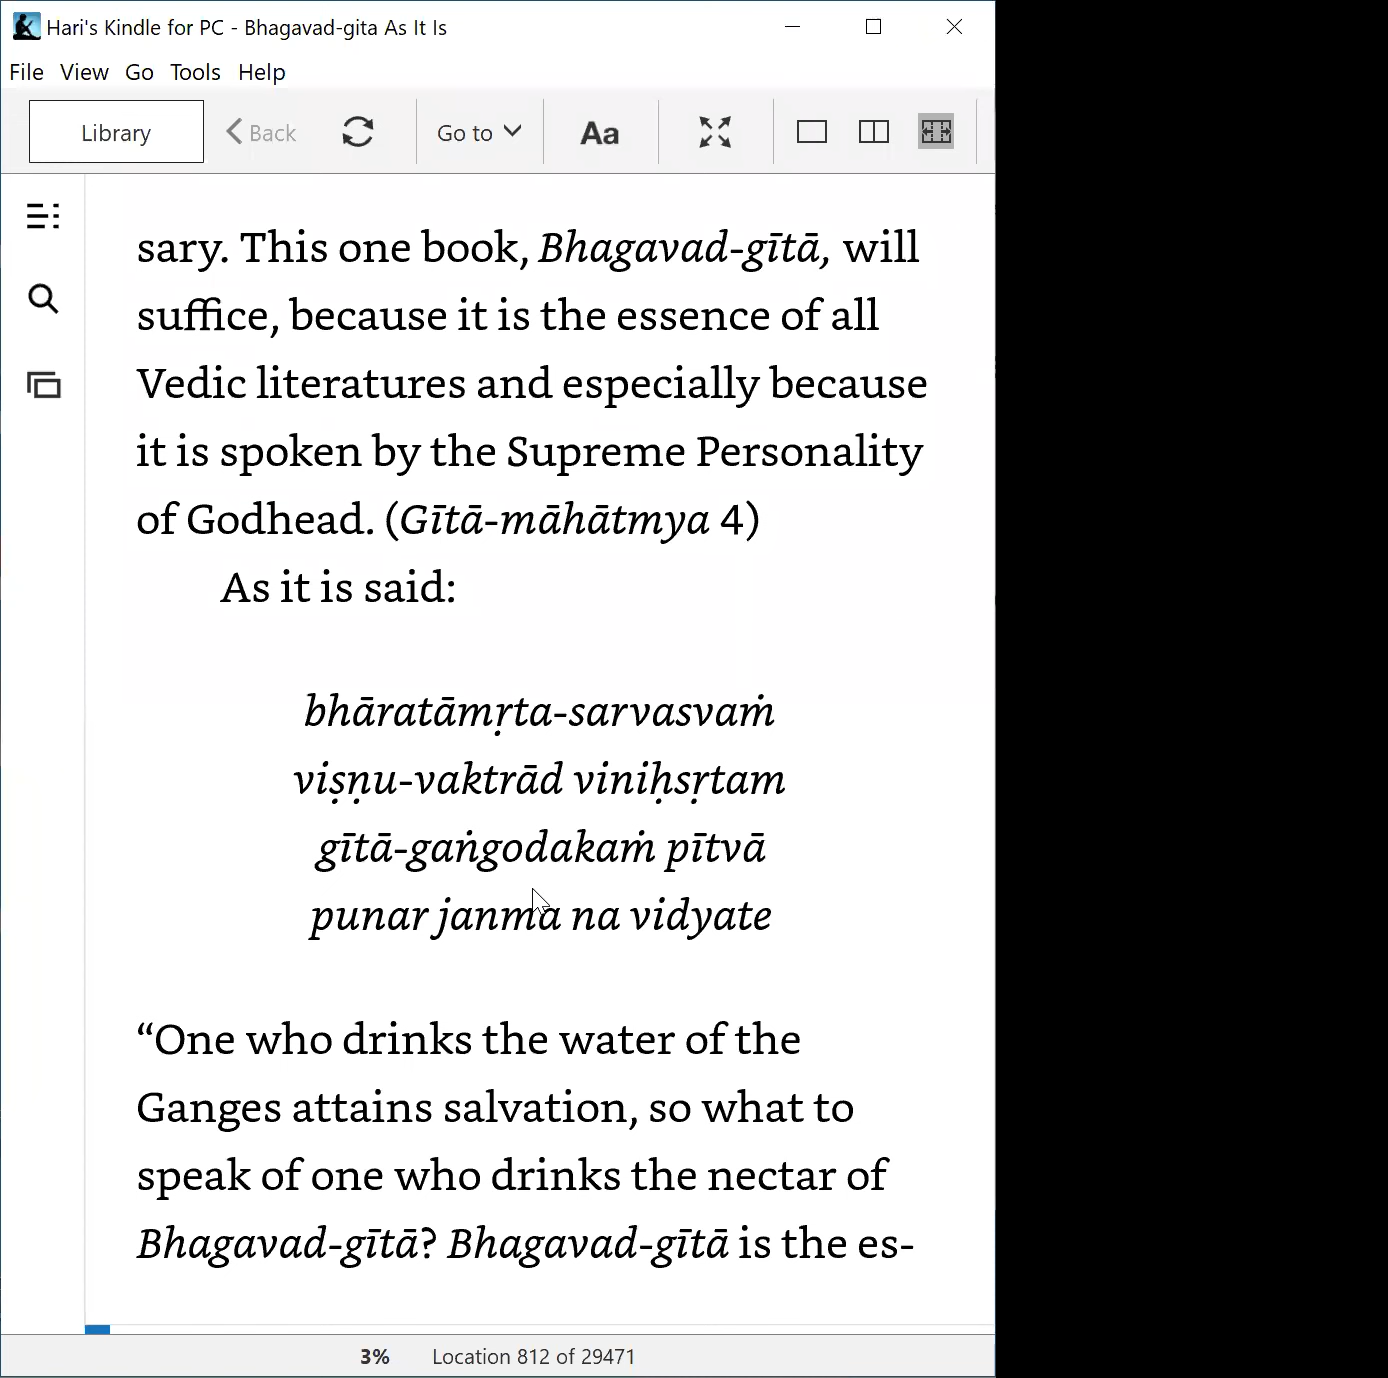 Hari's Kindle for PC - Bhagavad-gita As It Is
File View Go Tools Help
Library Back Go to Aa
sary. This one book, Bhagavad-gītā, will
suffice, because it is the essence of all
Vedic literatures and especially because
it is spoken by the Supreme Personality
of Godhead. (Gītā-māhātmya 4)
As it is said:
bhāratāmṛta-sarvasvaṁ
viṣṇu-vaktrād viniḥsṛtam
gītā-gaṅgodakaṁ pītvā
punar janma na vidyate
“One who drinks the water of the
Ganges attains salvation, so what to
speak of one who drinks the nectar of
Bhagavad-gītā? Bhagavad-gītā is the es-
3% Location 812 of 29471